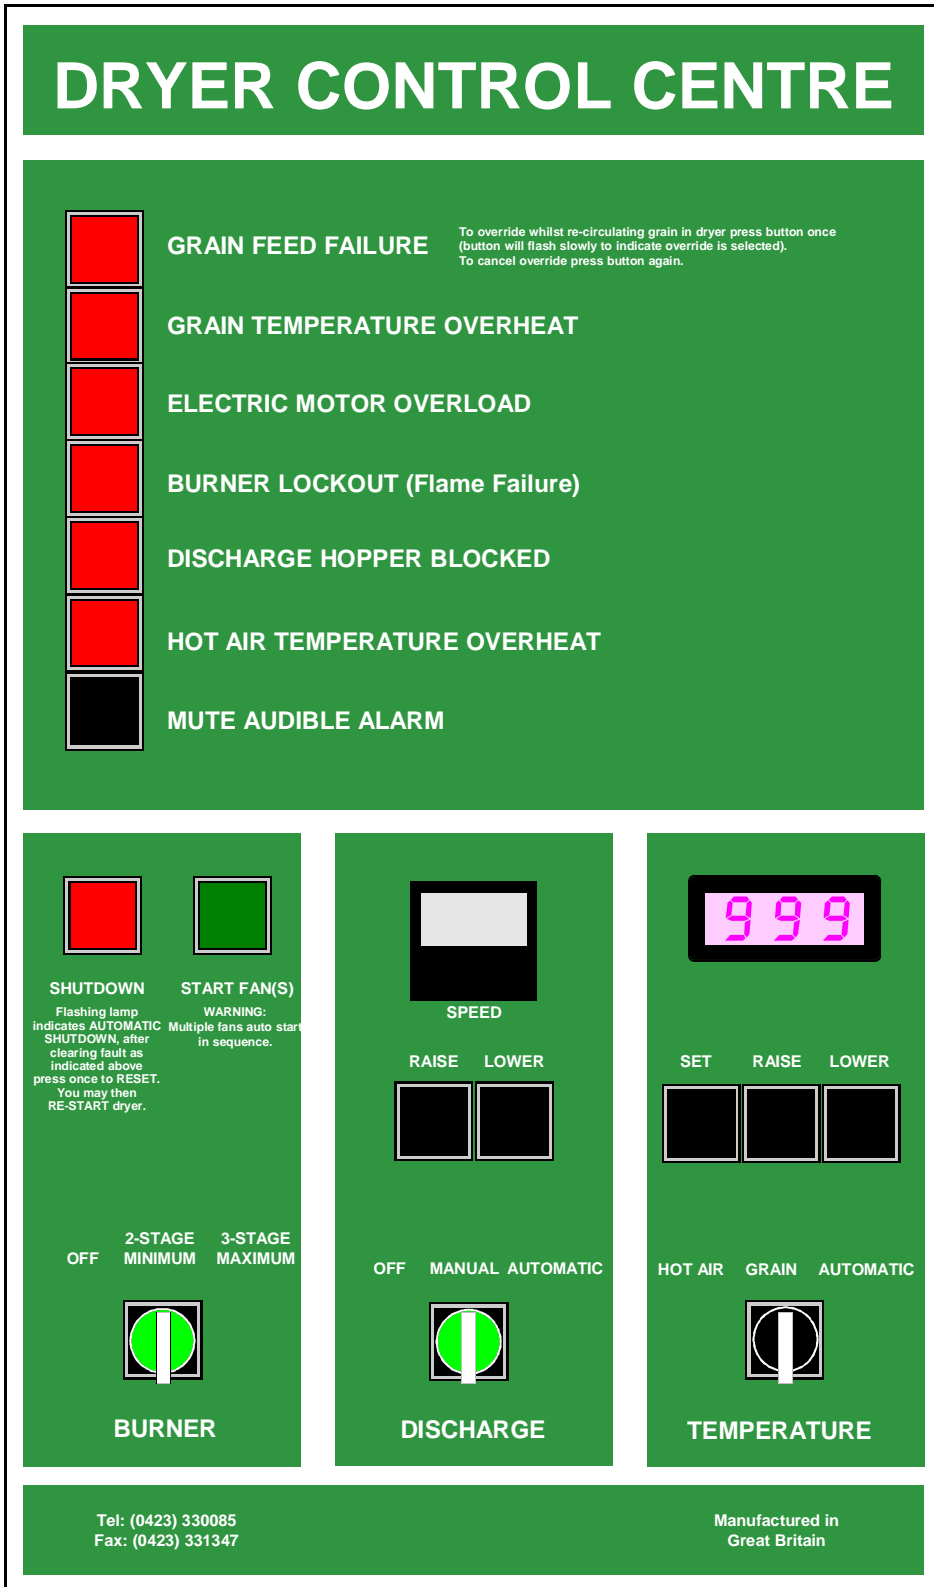 DRYER CONTROL CENTRE
GRAIN FEED FAILURE
To override whilst re-circulating grain in dryer press button once
(button will flash slowly to indicate override is selected).
To cancel override press button again.
GRAIN TEMPERATURE OVERHEAT
ELECTRIC MOTOR OVERLOAD
BURNER LOCKOUT (Flame Failure)
DISCHARGE HOPPER BLOCKED
HOT AIR TEMPERATURE OVERHEAT
MUTE AUDIBLE ALARM
SHUTDOWN
Flashing lamp
indicates AUTOMATIC
SHUTDOWN, after
clearing fault as
indicated above
press once to RESET.
You may then
RE-START dryer.
START FAN(S)
WARNING:
Multiple fans auto start
in sequence.
OFF
2-STAGE
MINIMUM
3-STAGE
MAXIMUM
BURNER
SPEED
RAISE LOWER
OFF MANUAL AUTOMATIC
DISCHARGE
999
SET RAISE LOWER
HOT AIR GRAIN AUTOMATIC
TEMPERATURE
Tel: (0423) 330085
Fax: (0423) 331347
Manufactured in
Great Britain